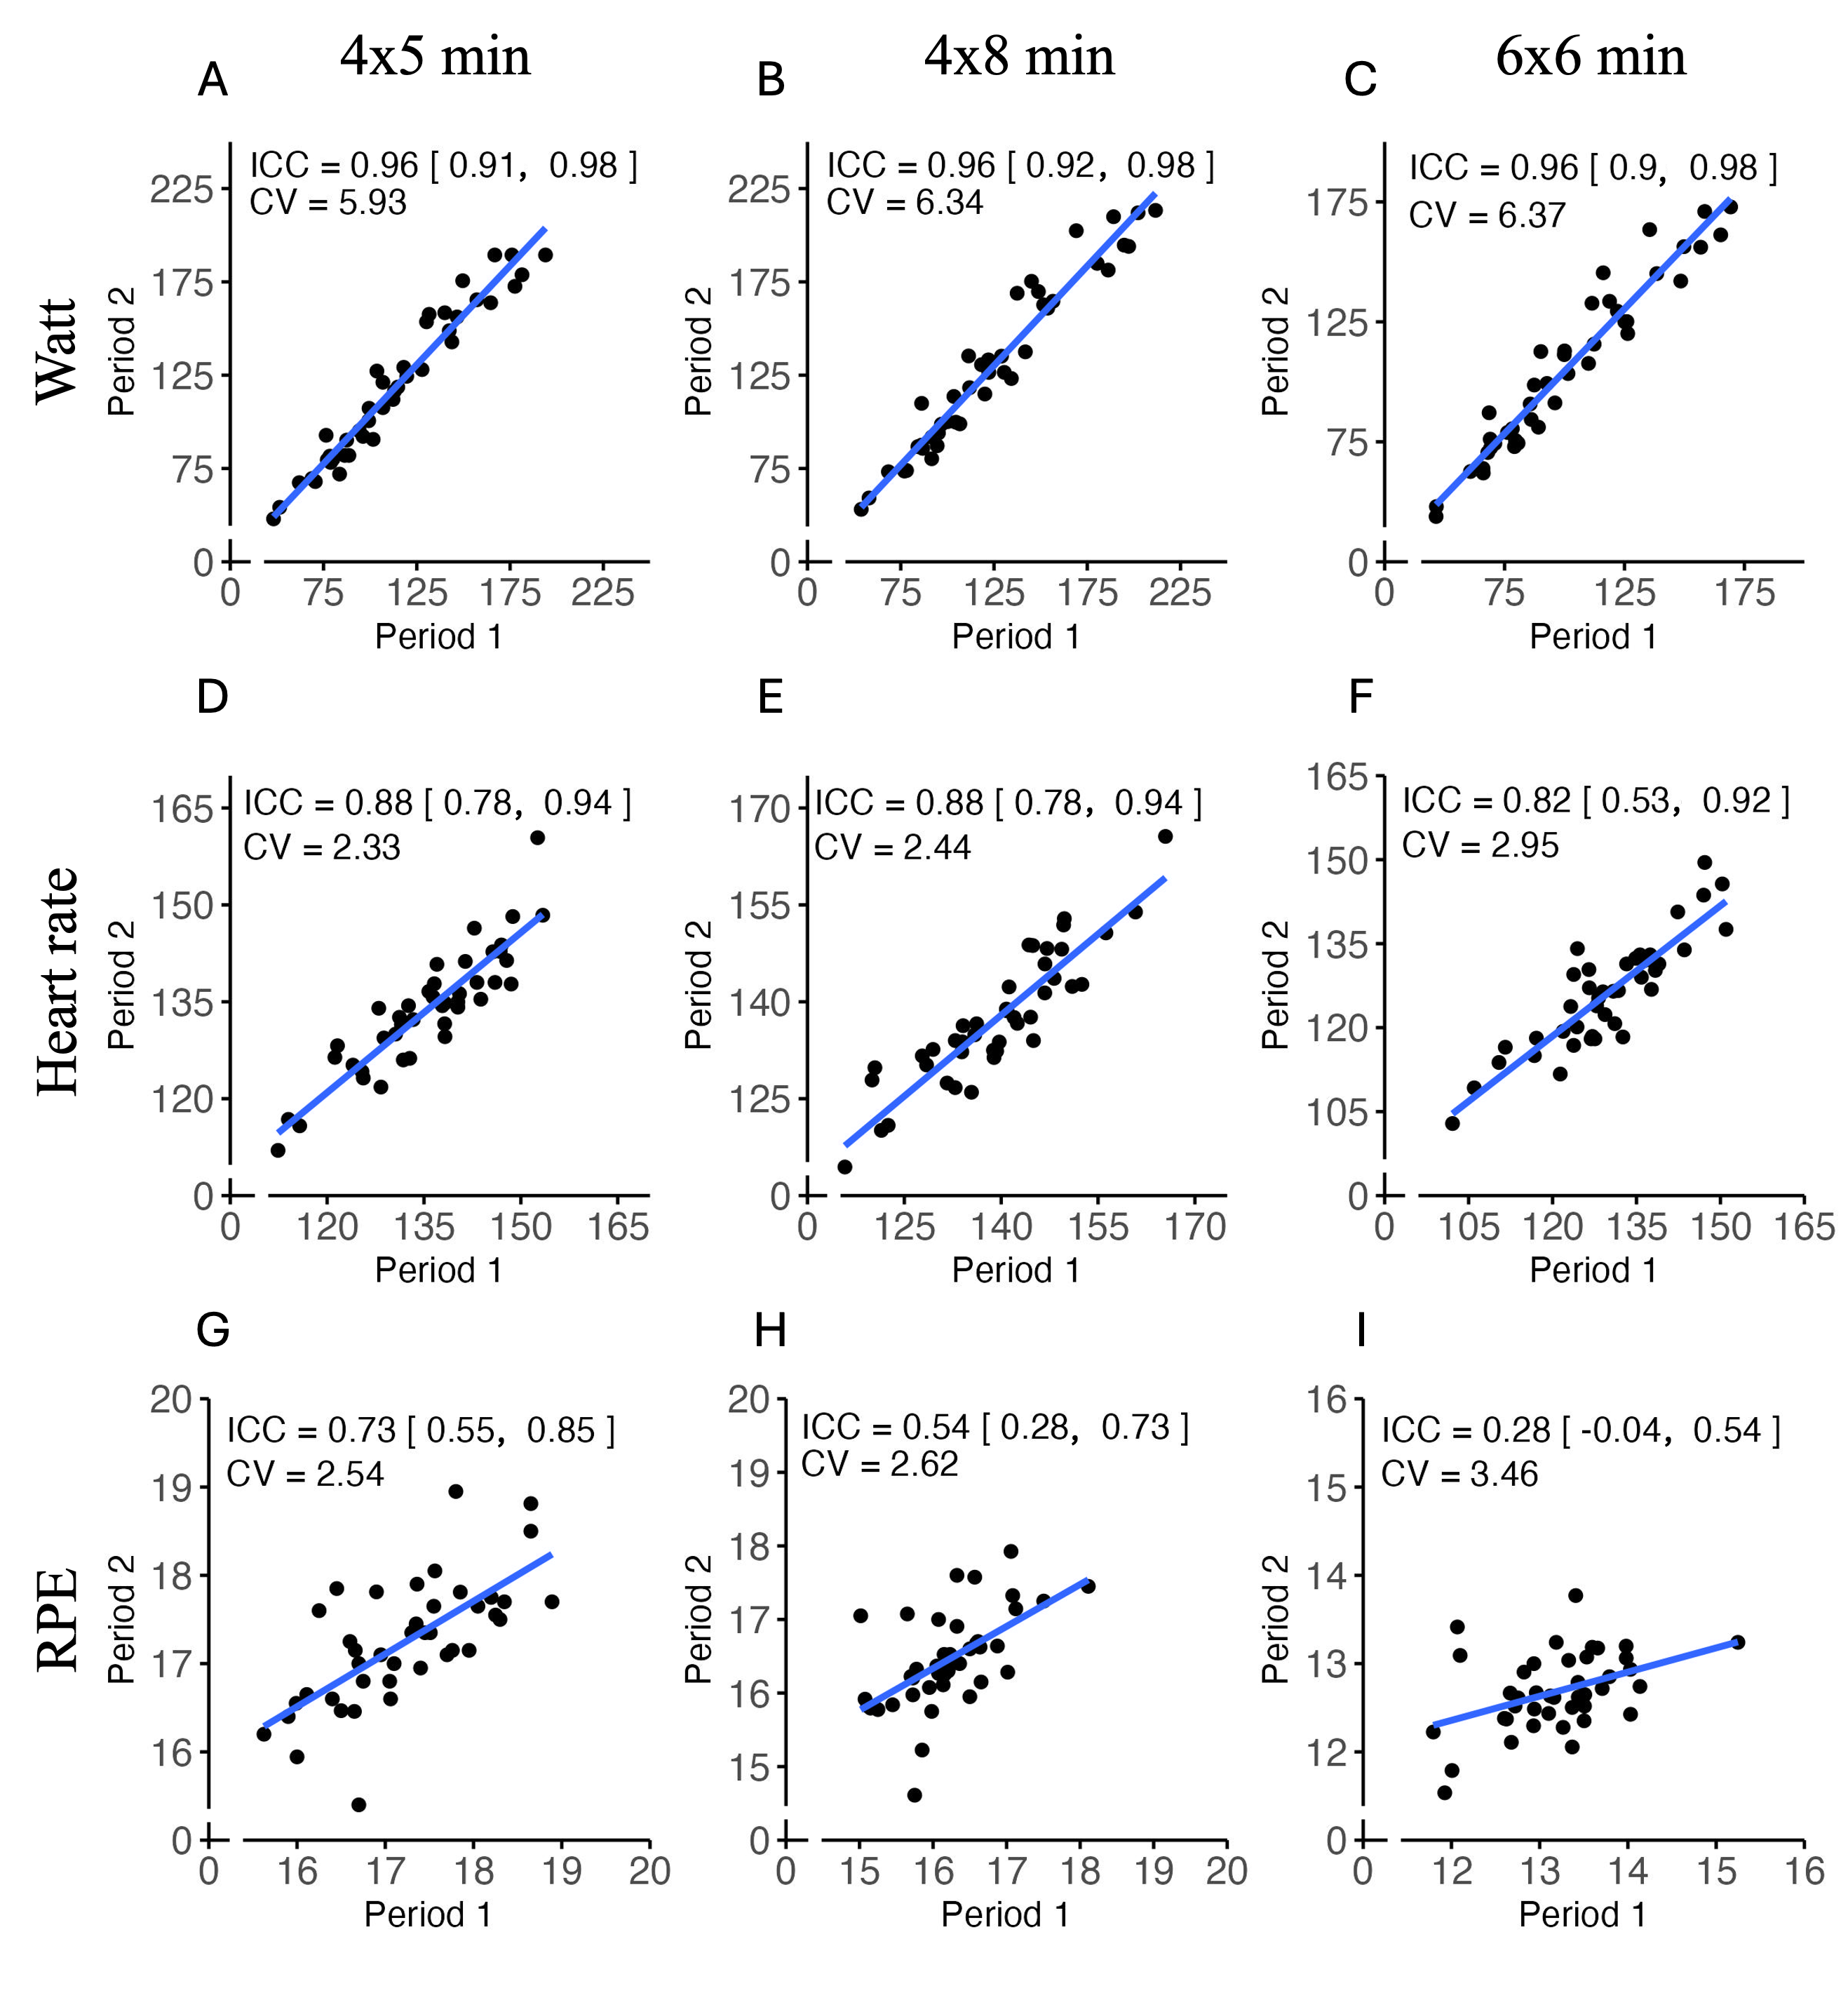 4x5 min
4x8 min
6x6 min
A
B
C
Watt
ICC = 0.96 [ 0.91,  0.98 ]
CV = 5.93
225
175
125
75
0
Period 2
0 75 125 175 225
Period 1
ICC = 0.96 [ 0.92,  0.98 ]
CV = 6.34
225
175
125
75
0
Period 2
0 75 125 175 225
Period 1
ICC = 0.96 [ 0.9,  0.98 ]
CV = 6.37
175
125
75
0
Period 2
0 75 125 175
Period 1
D
E
F
Heart rate
ICC = 0.88 [ 0.78,  0.94 ]
CV = 2.33
165
150
135
120
0
Period 2
0 120 135 150 165
Period 1
ICC = 0.88 [ 0.78,  0.94 ]
CV = 2.44
170
155
140
125
0
Period 2
0 125 140 155 170
Period 1
ICC = 0.82 [ 0.53,  0.92 ]
CV = 2.95
165
150
135
120
105
0
Period 2
0 105 120 135 150 165
Period 1
G
H
I
RPE
ICC = 0.73 [ 0.55,  0.85 ]
CV = 2.54
20
19
18
17
16
0
Period 2
0 16 17 18 19 20
Period 1
ICC = 0.54 [ 0.28,  0.73 ]
CV = 2.62
20
19
18
17
16
15
0
Period 2
0 15 16 17 18 19 20
Period 1
ICC = 0.28 [ -0.04,  0.54 ]
CV = 3.46
16
15
14
13
12
0
Period 2
0 12 13 14 15 16
Period 1